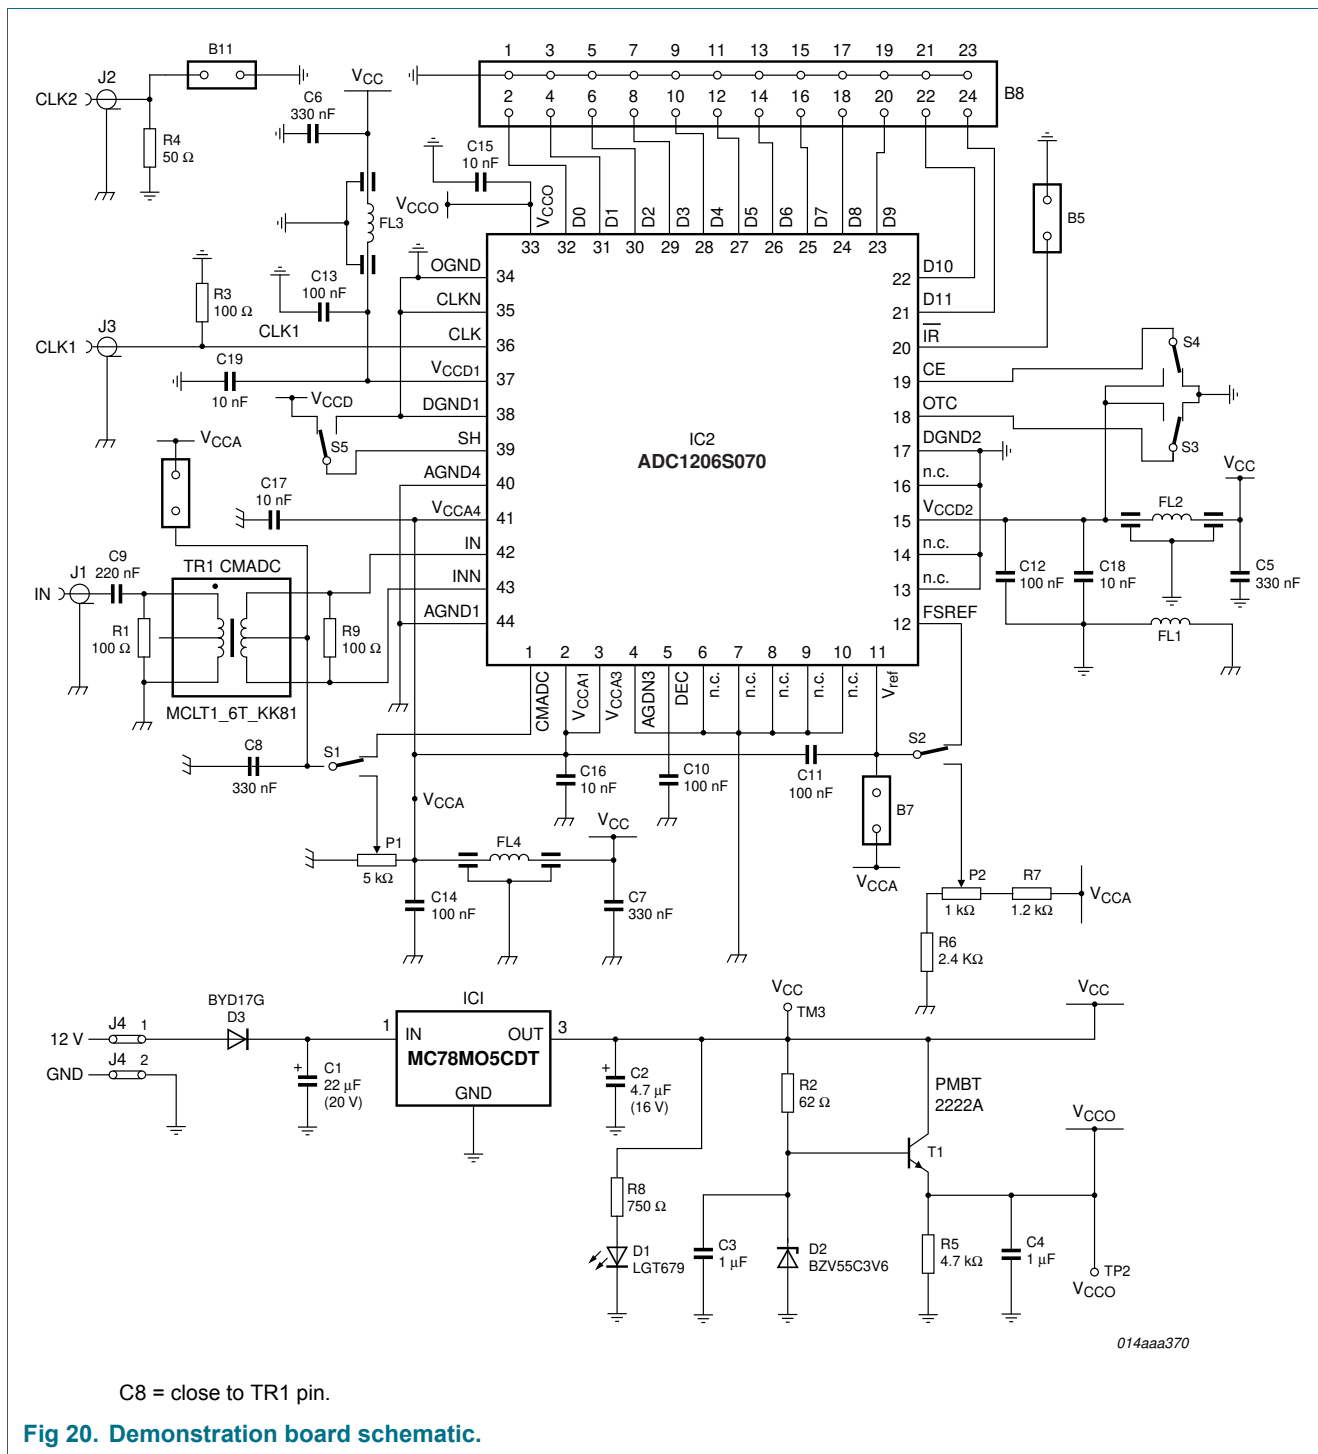 B11
J2
CLK2
R4
50 Ω
VCC
C6
330 nF
FL3
C13
100 nF
1 3 5 7 9 11 13 15 17 19 21 23
2 4 6 8 10 12 14 16 18 20 22 24
B8
C15
10 nF
VCCO
VCCO D0 D1 D2 D3 D4 D5 D6 D7 D8 D9
33 32 31 30 29 28 27 26 25 24 23
B5
R3
100 Ω
CLK1
J3
CLK1
C19
10 nF
VCCD
S5
VCCA
C17
10 nF
OGND 34
CLKN 35
CLK 36
VCCD1 37
DGND1 38
SH 39
AGND4 40
VCCA4 41
IN 42
INN 43
AGND1 44
IC2
ADC1206S070
22 D10
21 D11
20 IR
19 CE
18 OTC
17 DGND2
16 n.c.
15 VCCD2
14 n.c.
13 n.c.
12 FSREF
S4
S3
VCC
FL2
C12
100 nF
C18
10 nF
C5
330 nF
FL1
IN
J1
C9
220 nF
R1
100 Ω
TR1 CMADC
MCLT1_6T_KK81
R9
100 Ω
1 2 3 4 5 6 7 8 9 10 11
CMADC VCCA1 VCCA3 AGDN3 DEC n.c. n.c. n.c. n.c. n.c. Vref
C8
330 nF
S1
S2
C16
10 nF
C10
100 nF
C11
100 nF
B7
VCCA
VCCA
P1
5 kΩ
FL4
VCC
C14
100 nF
C7
330 nF
P2
1 kΩ
R7
1.2 kΩ
VCCA
R6
2.4 KΩ
BYD17G
D3
12 V
J4 1
GND
J4 2
C1
22 μF
(20 V)
ICI
1 IN OUT 3
MC78MO5CDT
GND
C2
4.7 μF
(16 V)
VCC
TM3
VCC
R2
62 Ω
PMBT
2222A
T1
VCCO
R8
750 Ω
D1
LGT679
C3
1 μF
D2
BZV55C3V6
R5
4.7 kΩ
C4
1 μF
TP2
VCCO
014aaa370
C8 = close to TR1 pin.
Fig 20. Demonstration board schematic.